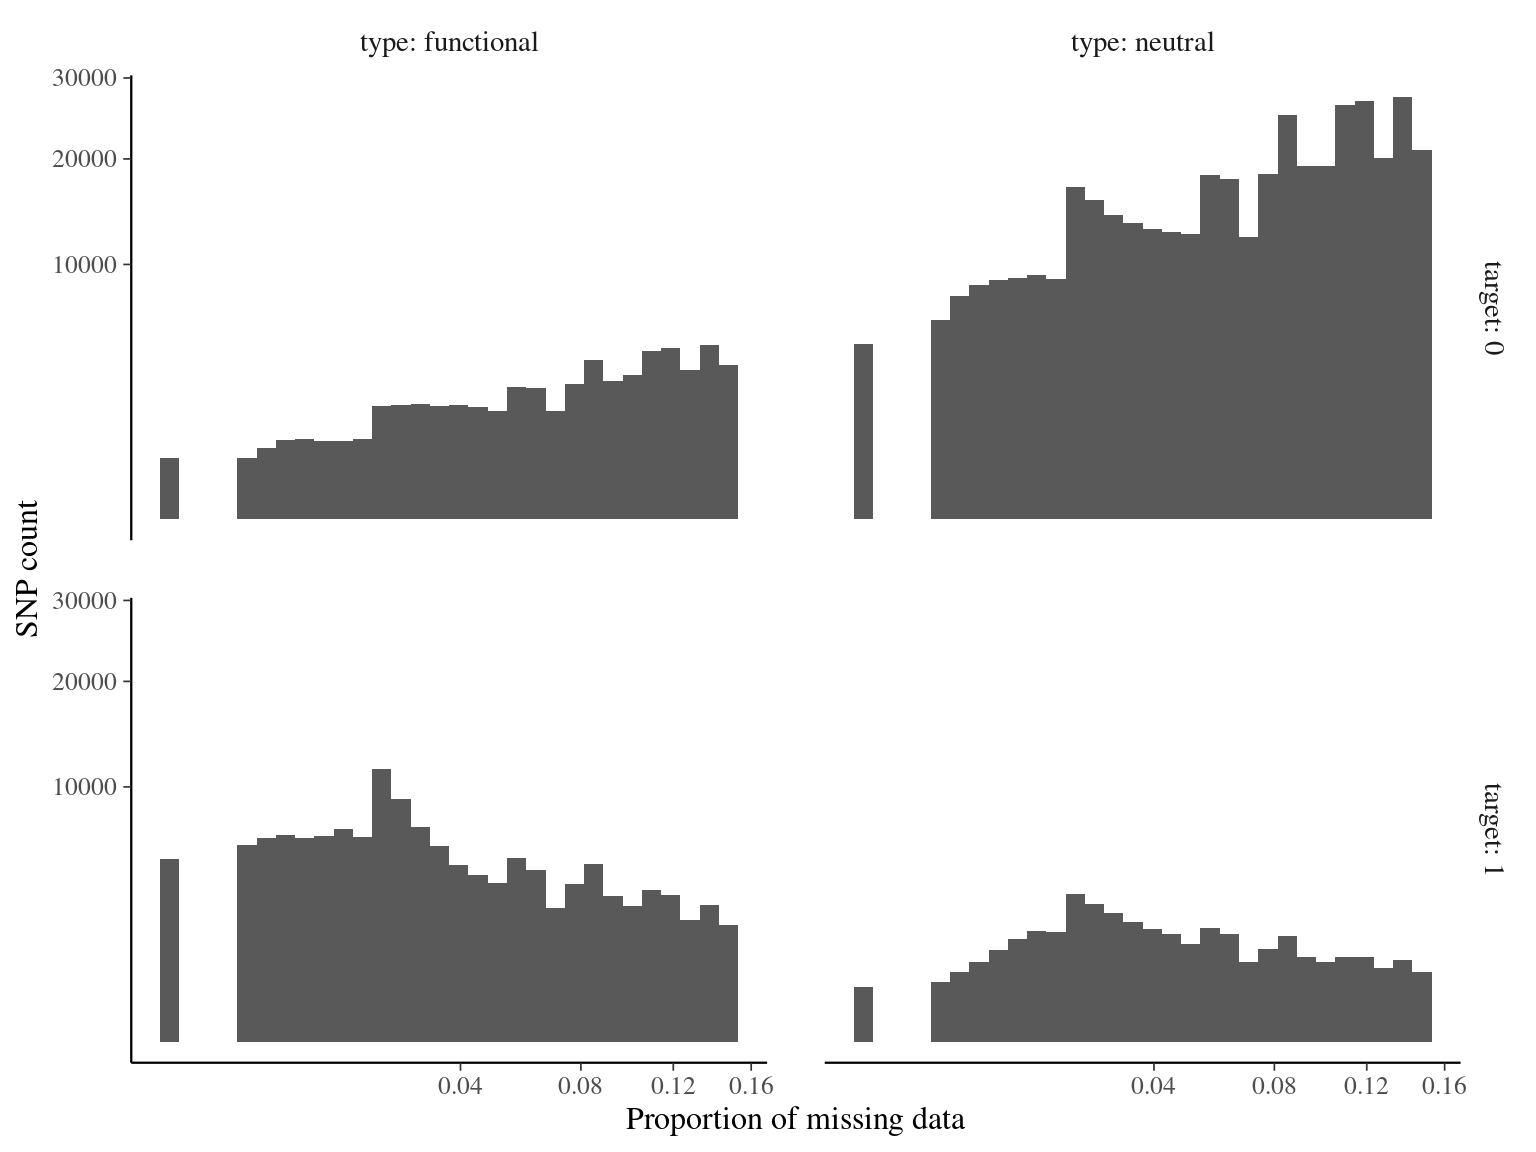 type: functional
type: neutral
30000
20000
10000
target: 0
SNP count
30000
20000
10000
target: 1
0.04 0.08 0.12 0.16
0.04 0.08 0.12 0.16
Proportion of missing data